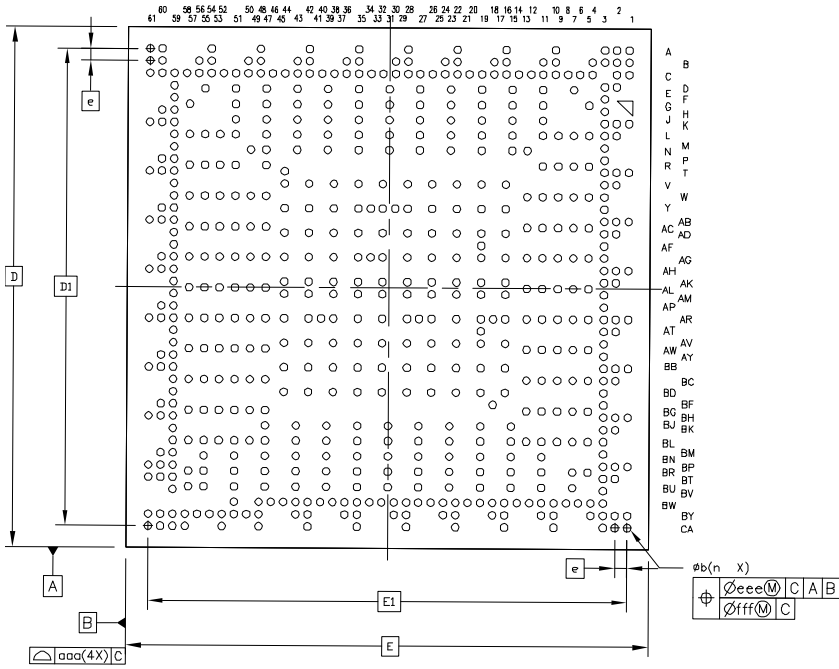 60 58 56 54 52 50 48 46 44 42 40 38 36 34 32 30 28 26 24 22 20 18 16 14 12 10 8 6 4 2
61 59 57 55 53 51 49 47 45 43 41 39 37 35 33 31 29 27 25 23 21 19 17 15 13 11 9 7 5 3 1
A
B
C
D
E
F
G
H
J
K
L
M
N
P
R
T
V
W
Y
AB
AC
AD
AF
AG
AH
AK
AL
AM
AP
AR
AT
AV
AW
AY
BB
BC
BD
BF
BG
BH
BJ
BK
BL
BM
BN
BP
BR
BT
BU
BV
BW
BY
CA
e
D
D1
A
B
e
E1
E
øb(n X)
Øeee Ⓜ C A B
Øfff Ⓜ C
aaa(4X) C